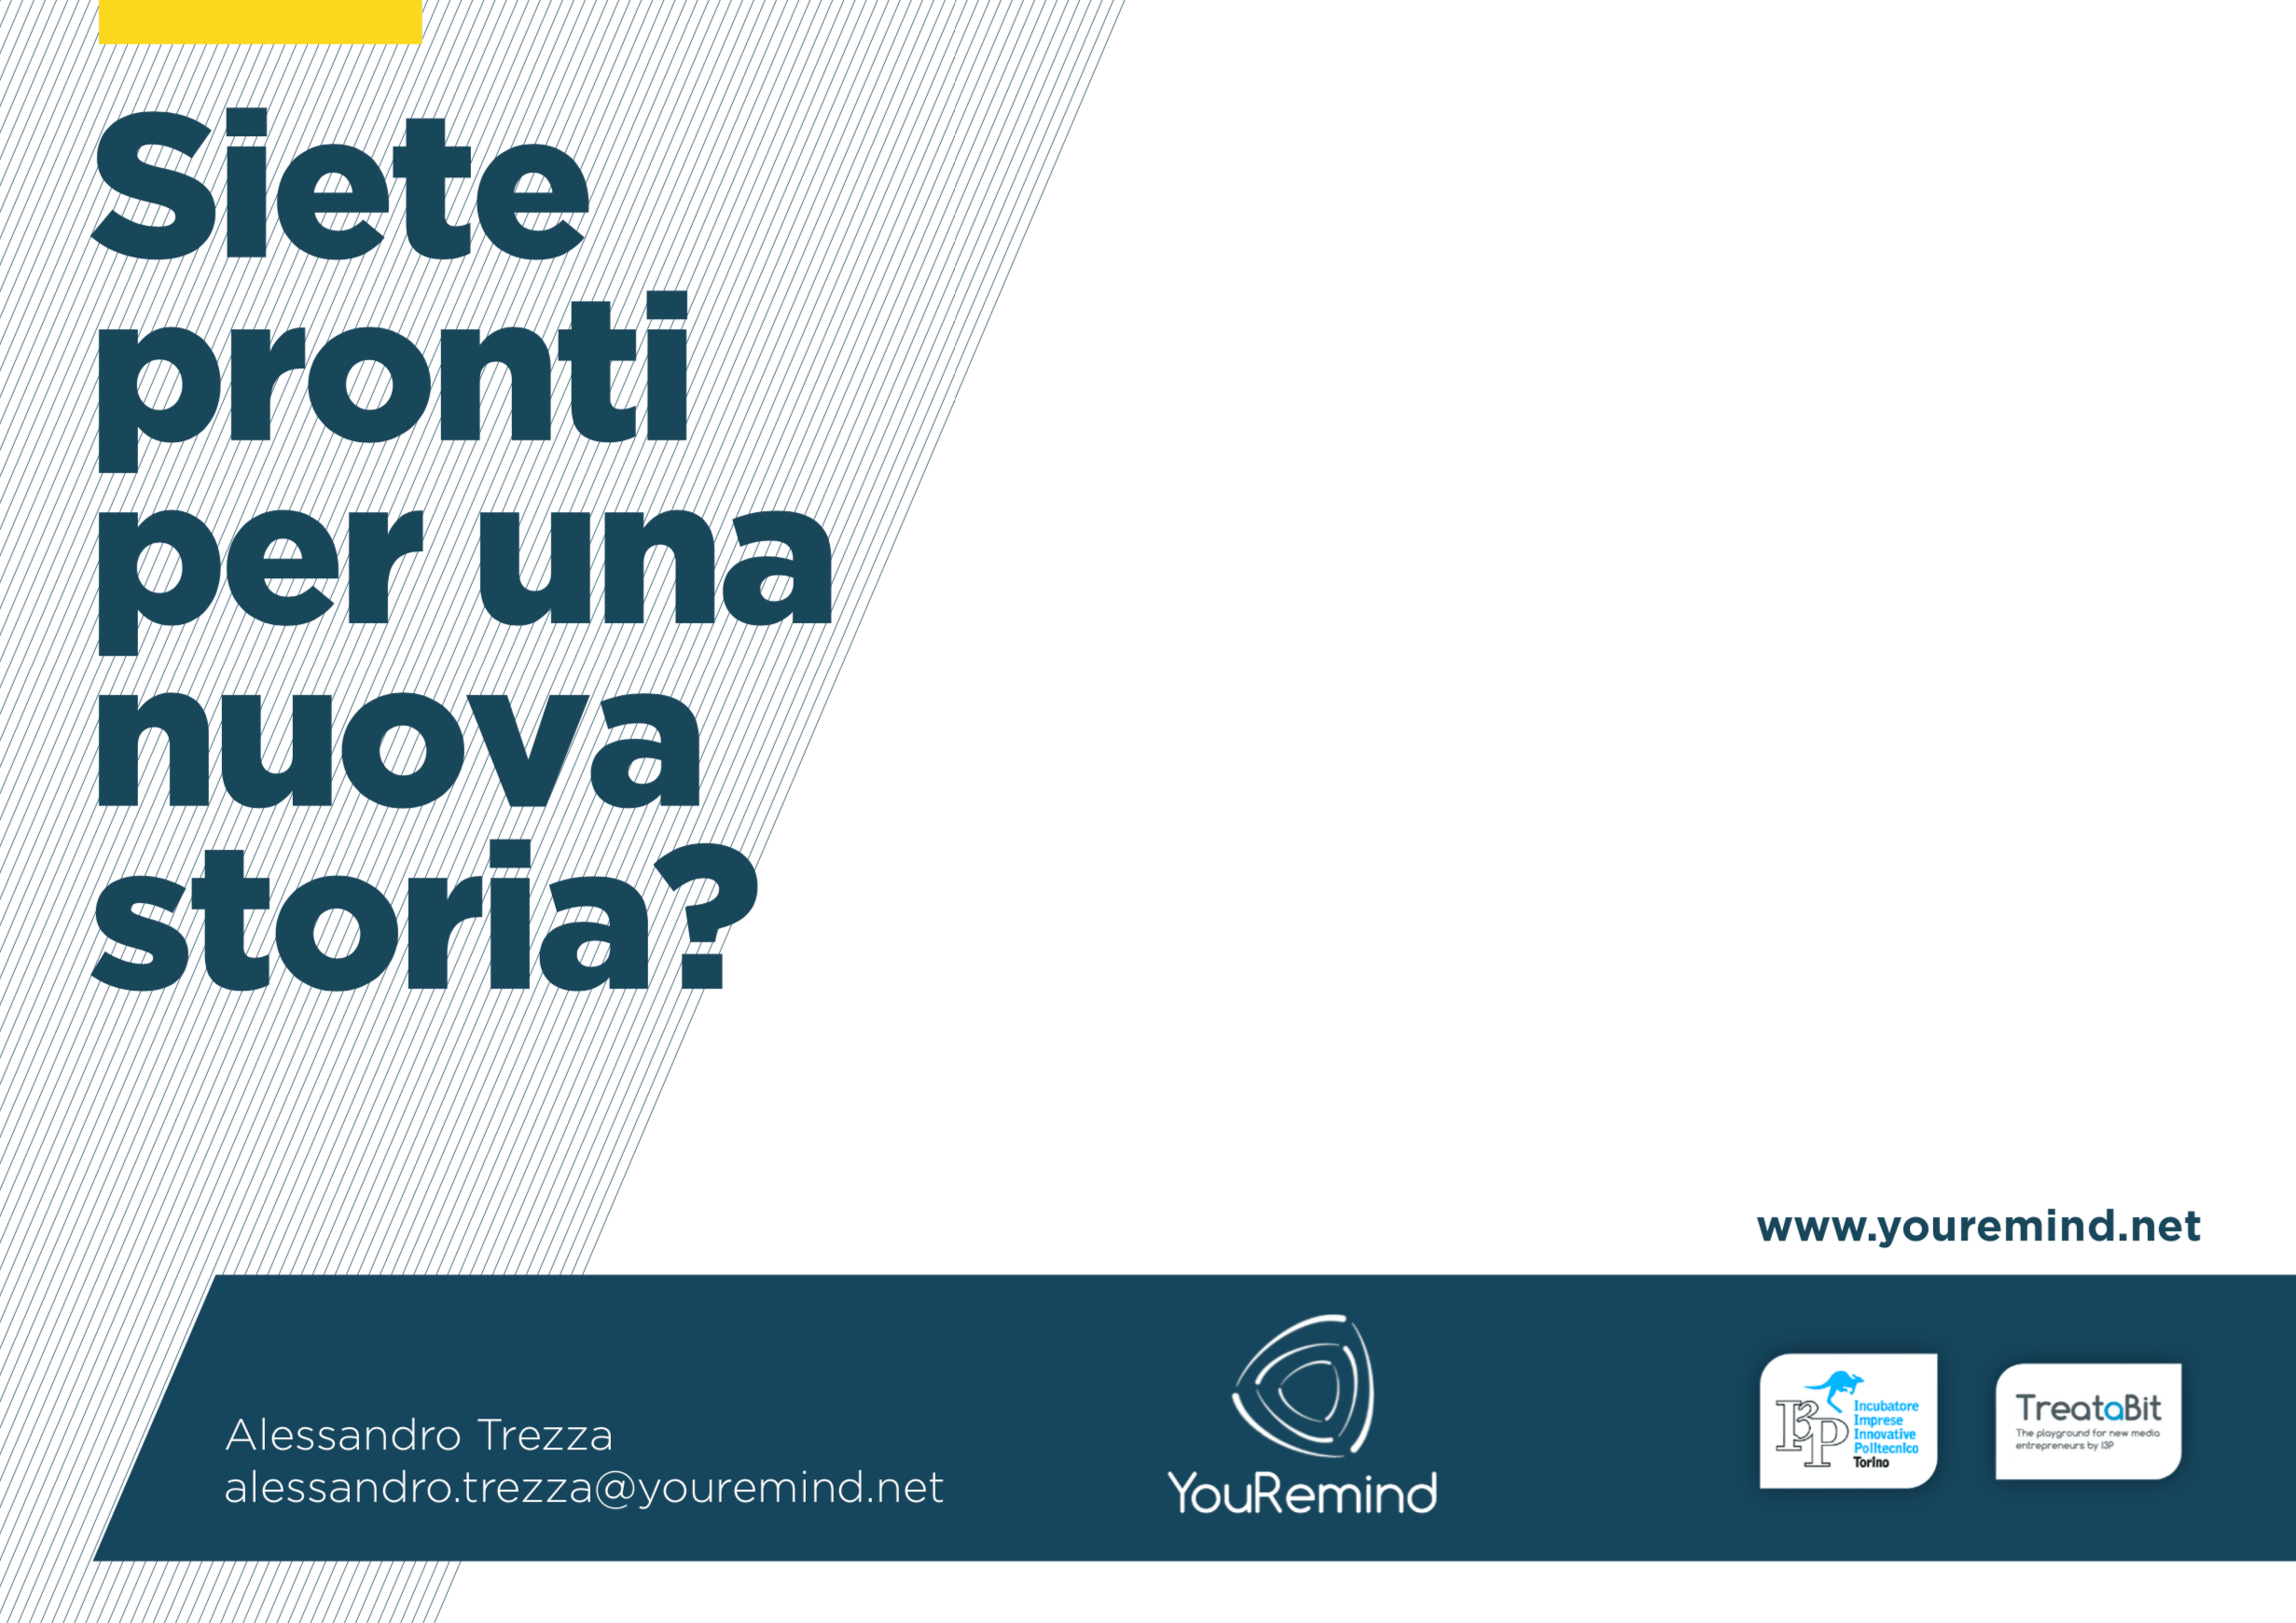 Siete
pronti
per una
nuova
storia?
www.youremind.net
Alessandro Trezza
alessandro.trezza@youremind.net
YouRemind
I3P
Incubatore
Imprese
Innovative
Politecnico
Torino
TreataBit
The playground for new media
entrepreneurs by I3P